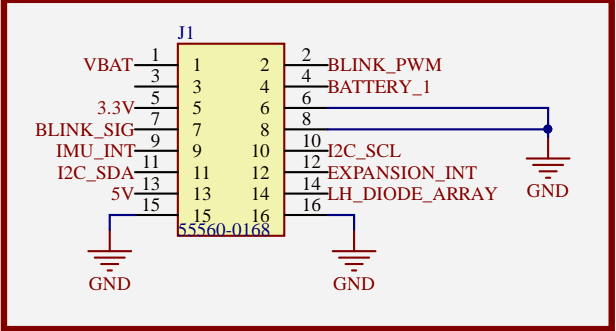 J1
VBAT 1 1 2 2 BLINK_PWM
3 3 4 4 BATTERY_1
3.3V 5 5 6 6
BLINK_SIG 7 7 8 8
IMU_INT 9 9 10 10 I2C_SCL
I2C_SDA 11 11 12 12 EXPANSION_INT
5V 13 13 14 14 LH_DIODE_ARRAY
GND
15 15 16 16
55560-0168
GND GND